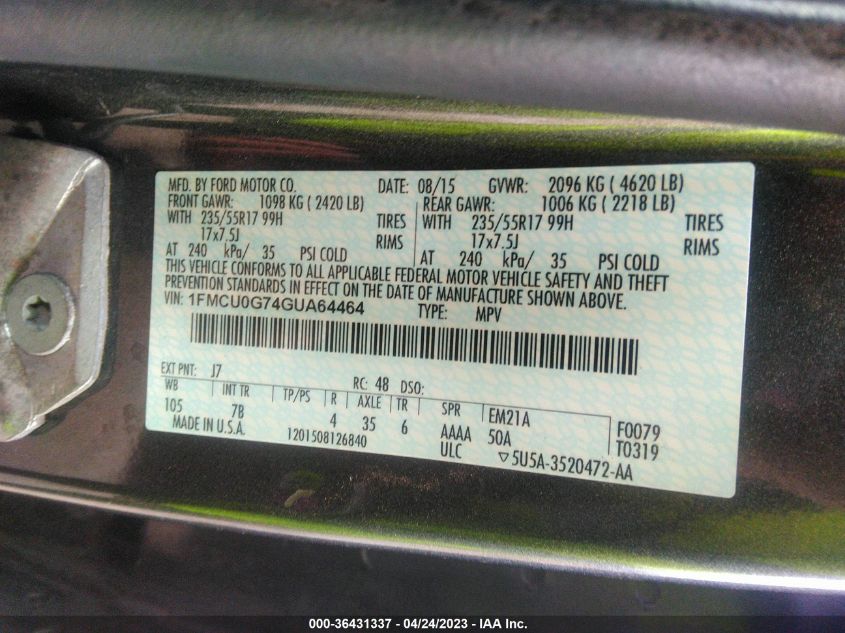 MFD. BY FORD MOTOR CO. DATE: 08/15 GVWR: 2096 KG ( 4620 LB)
FRONT GAWR: 1098 KG ( 2420 LB) REAR GAWR: 1006 KG ( 2218 LB)
WITH 235/55R17 99H TIRES WITH 235/55R17 99H TIRES
17x7.5J RIMS 17x7.5J RIMS
AT 240 kPa/ 35 PSI COLD AT 240 kPa/ 35 PSI COLD
THIS VEHICLE CONFORMS TO ALL APPLICABLE FEDERAL MOTOR VEHICLE SAFETY AND THEFT
PREVENTION STANDARDS IN EFFECT ON THE DATE OF MANUFACTURE SHOWN ABOVE.
VIN: 1FMCU0G74GUA64464 TYPE: MPV
EXT PNT: J7 RC: 48 DSO:
WB INT TR TP/PS R AXLE TR SPR EM21A F0079
105 7B 4 35 6 AAAA 50A T0319
MADE IN U.S.A. 1201508126840 ULC ▽5U5A-3520472-AA
000-36431337 • 04/24/2023 • IAA Inc.